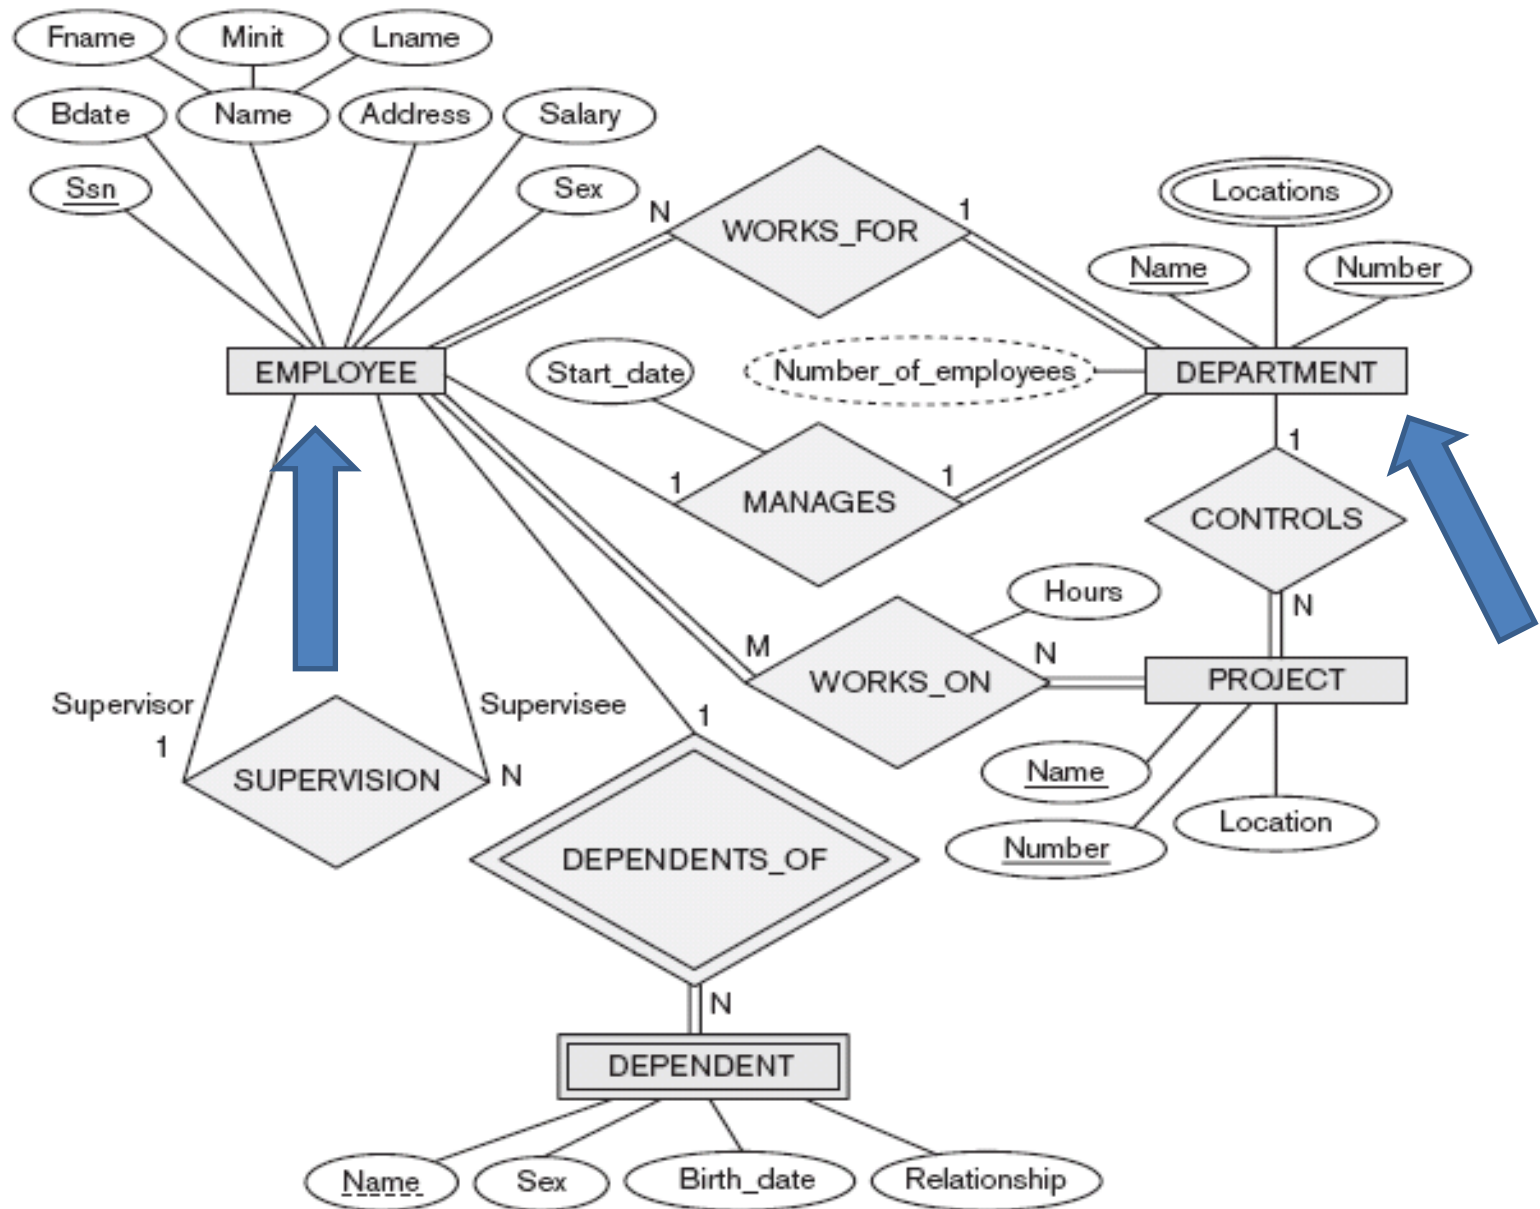 Fname
Minit
Lname
Bdate
Name
Address
Salary
Ssn
Sex
N
WORKS_FOR
1
Locations
Name
Number
EMPLOYEE
Start_date
Number_of_employees
DEPARTMENT
1
MANAGES
1
1
CONTROLS
N
Hours
M
WORKS_ON
N
PROJECT
Supervisor
1
SUPERVISION
Supervisee
N
1
Name
Number
Location
DEPENDENTS_OF
N
DEPENDENT
Name
Sex
Birth_date
Relationship